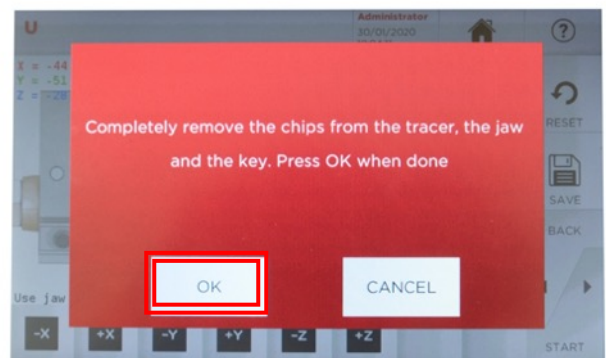 U
Administrator
30/01/2020
X = -44
Y = -51
Z = -28
RESET
Completely remove the chips from the tracer, the jaw
and the key. Press OK when done
SAVE
BACK
OK
CANCEL
Use jaw
-X
+X
-Y
+Y
-Z
+Z
START